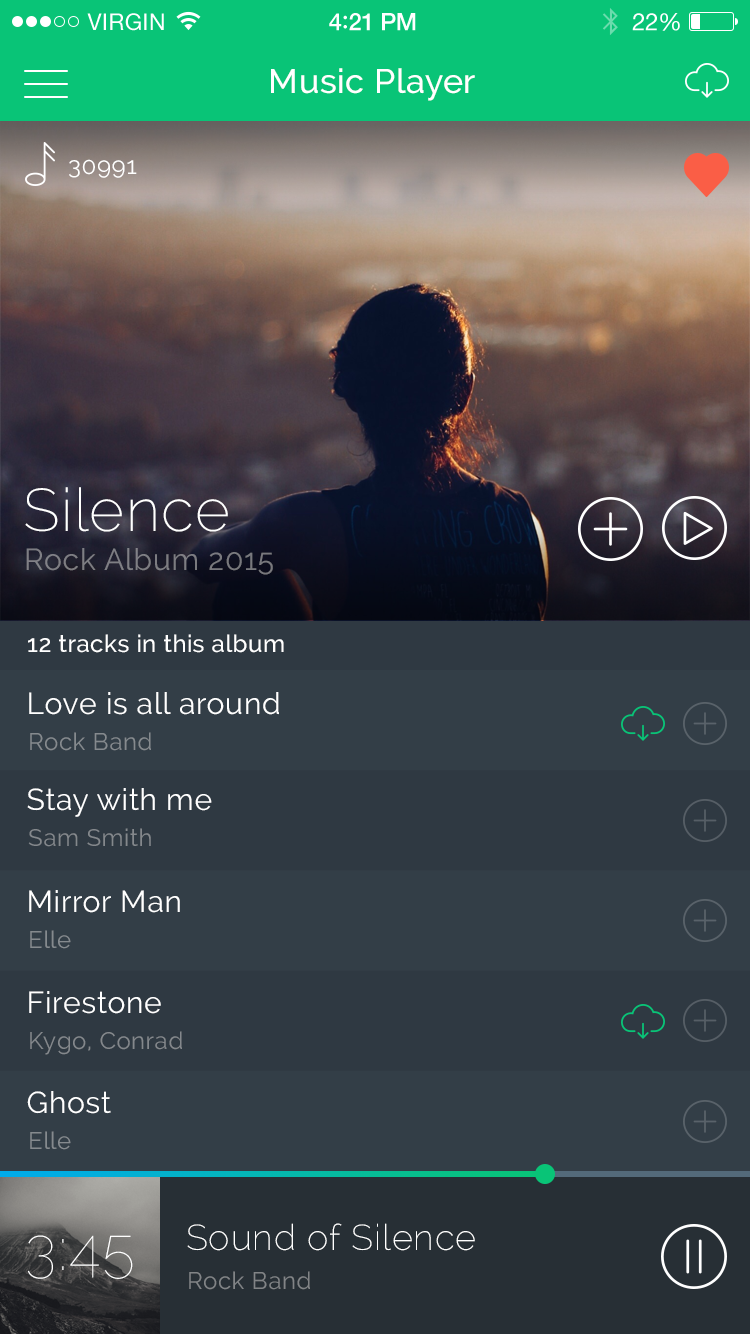 VIRGIN 4:21 PM 22%
Music Player
30991
Silence
Rock Album 2015
12 tracks in this album
Love is all around
Rock Band
Stay with me
Sam Smith
Mirror Man
Elle
Firestone
Kygo, Conrad
Ghost
Elle
3:45
Sound of Silence
Rock Band